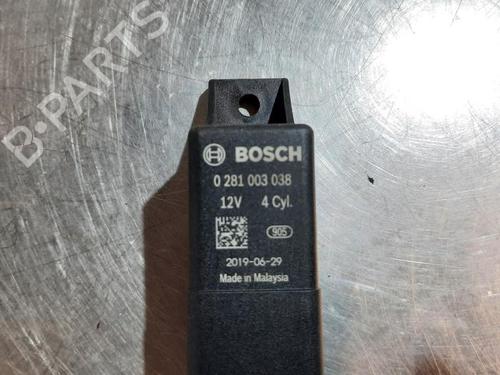 B-PARTS
BOSCH
0 281 003 038
12V 4 Cyl.
905
2019-06-29
Made in Malaysia